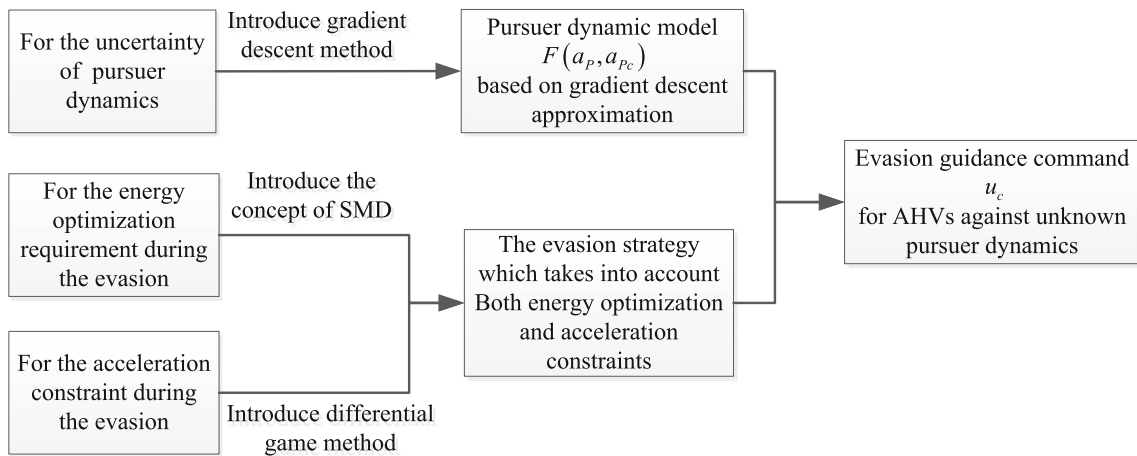 For the uncertainty
of pursuer
dynamics
Introduce gradient
descent method
Pursuer dynamic model
F(a_P, a_{Pc})
based on gradient descent
approximation
For the energy
optimization
requirement during
the evasion
Introduce the
concept of SMD
For the acceleration
constraint during
the evasion
Introduce differential
game method
The evasion strategy
which takes into account
Both energy optimization
and acceleration
constraints
Evasion guidance command
u_c
for AHVs against unknown
pursuer dynamics